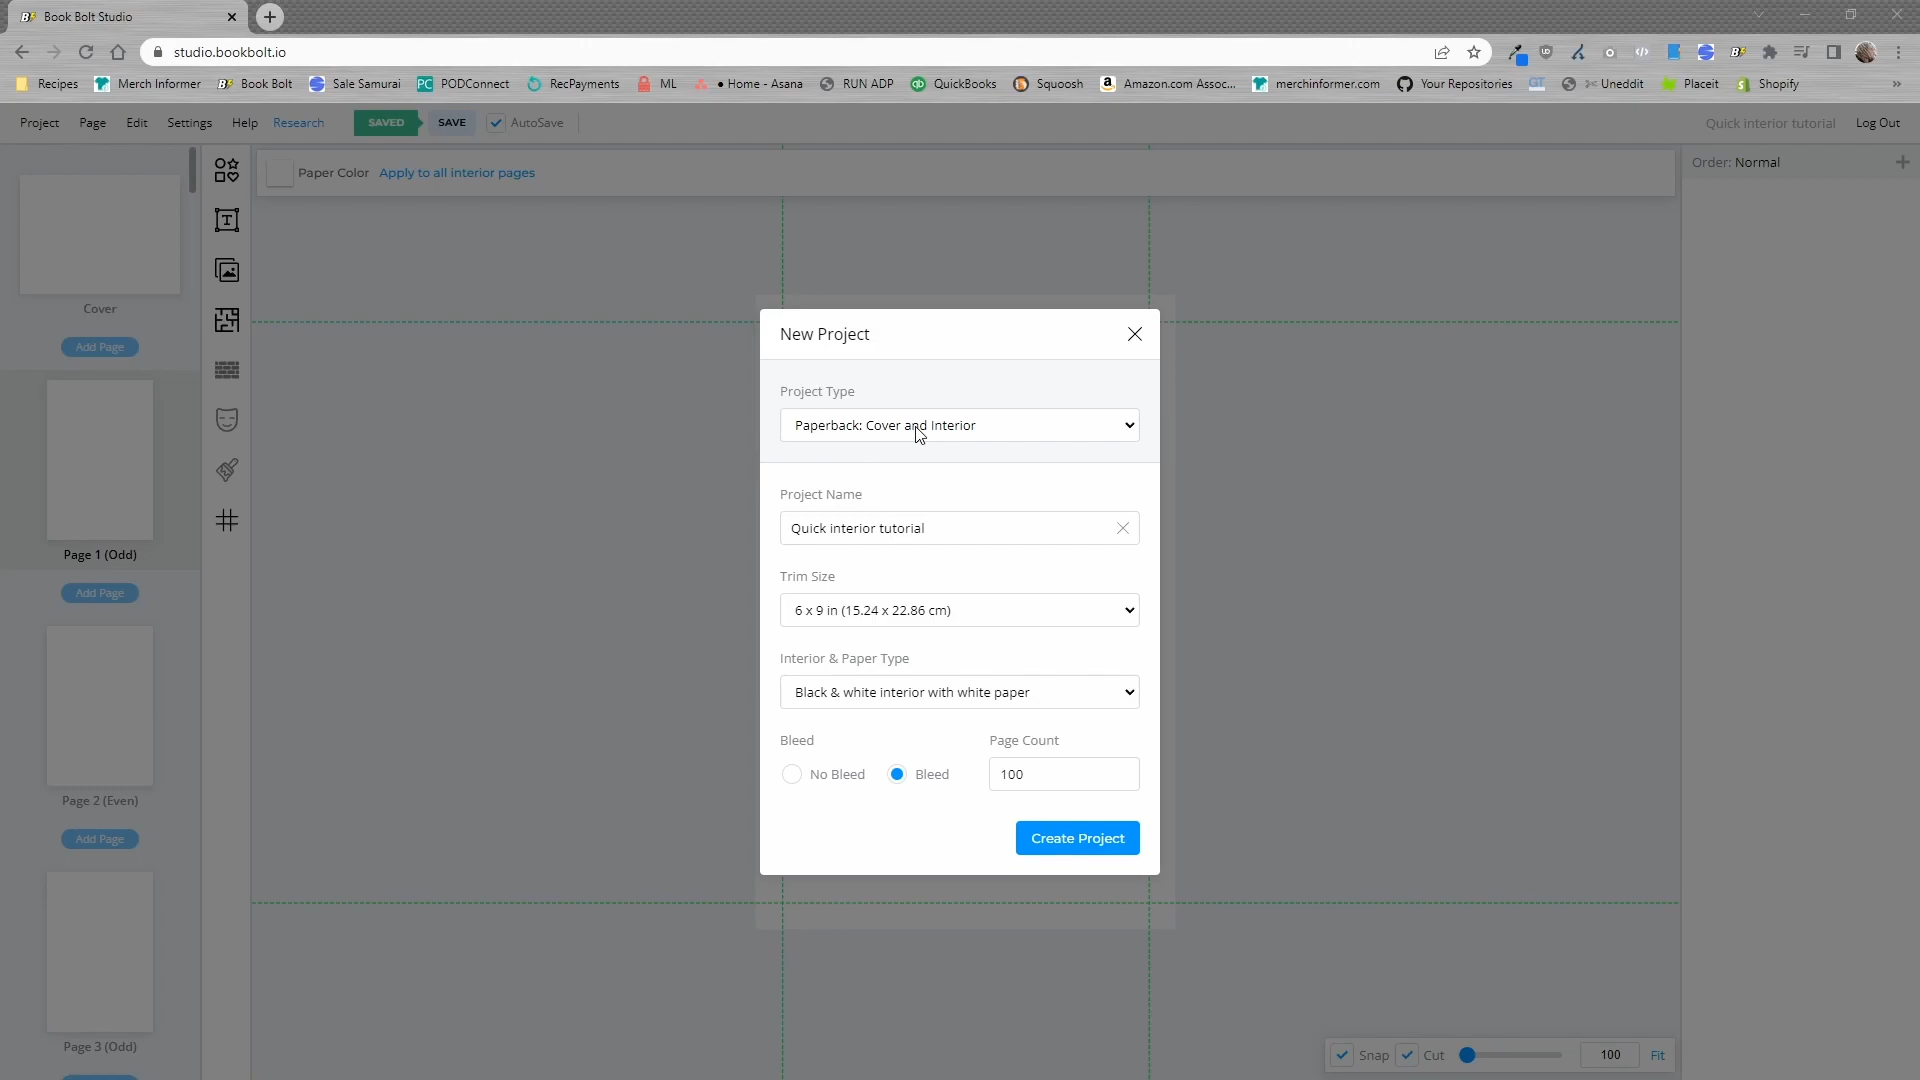 Book Bolt Studio
studio.bookbolt.io
Recipes Merch Informer Book Bolt Sale Samurai PODConnect RecPayments ML • Home - Asana RUN ADP QuickBooks Squoosh Amazon.com Assoc... merchinformer.com Your Repositories GT Uneddit Placeit Shopify »
Project Page Edit Settings Help Research SAVED SAVE AutoSave Quick interior tutorial Log Out
Paper Color Apply to all interior pages
Order: Normal
Cover
Add Page
Page 1 (Odd)
Add Page
Page 2 (Even)
Add Page
Page 3 (Odd)
New Project
Project Type
Paperback: Cover and Interior
Project Name
Quick interior tutorial
Trim Size
6 x 9 in (15.24 x 22.86 cm)
Interior & Paper Type
Black & white interior with white paper
Bleed Page Count
No Bleed Bleed 100
Create Project
Snap Cut 100 Fit